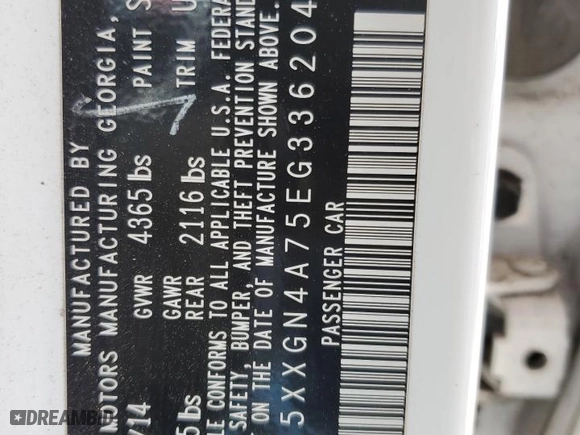 MANUFACTURED BY
MOTORS MANUFACTURING GEORGIA,
/14 GVWR 4365 lbs PAINT S
GAWR TRIM U
5 lbs REAR 2116 lbs
LE CONFORMS TO ALL APPLICABLE U.S.A. FEDERA
SAFETY, BUMPER, AND THEFT PREVENTION STAND
ON THE DATE OF MANUFACTURE SHOWN ABOVE.
5XXGN4A75EG336204
PASSENGER CAR
DREAMBID